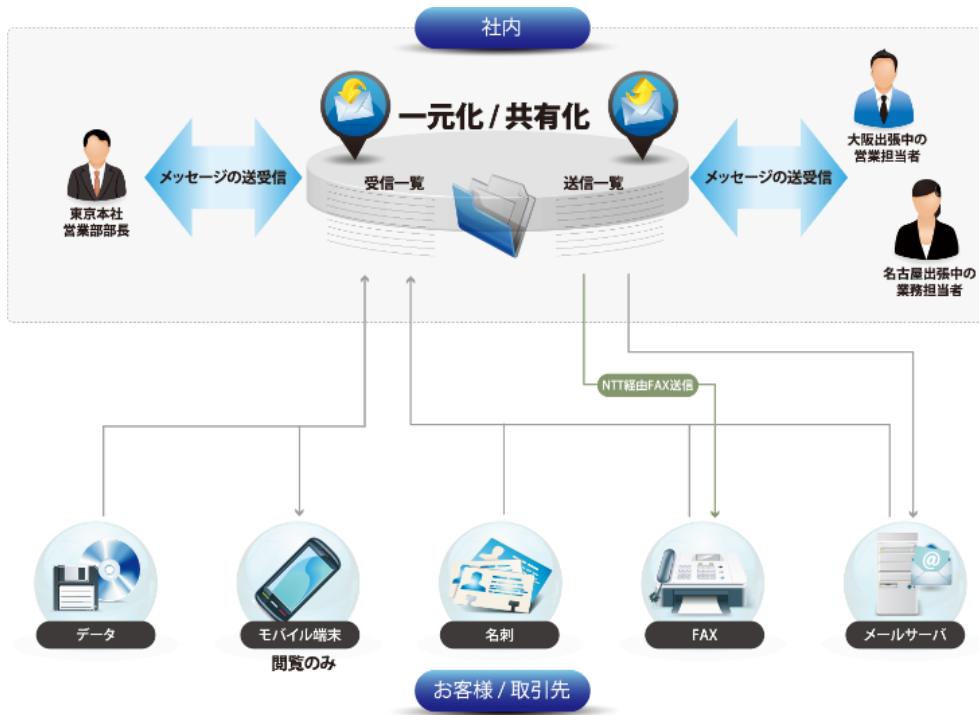 社内
一元化 / 共有化
大阪出張中の
営業担当者
メッセージの送受信
受信一覧
送信一覧
メッセージの送受信
東京本社
営業部部長
名古屋出張中の
業務担当者
NTT経由FAX送信
データ
モバイル端末
名刺
FAX
メールサーバ
閲覧のみ
お客様 / 取引先